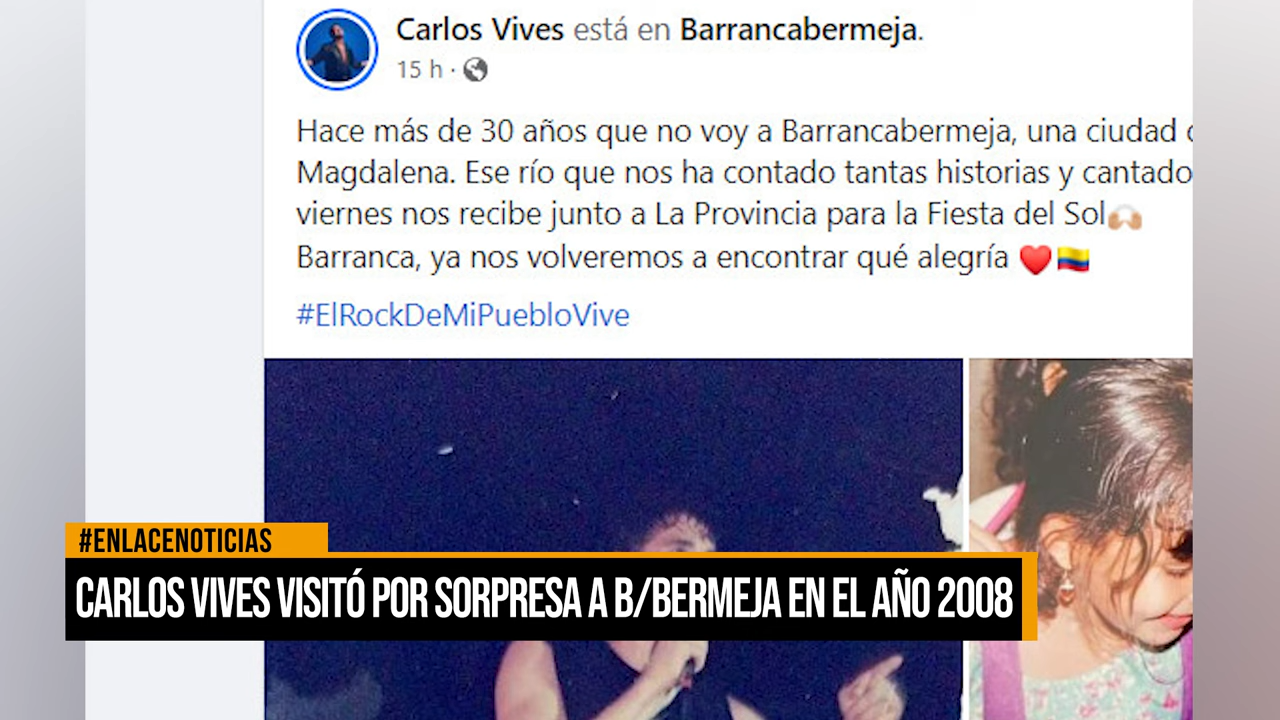 Carlos Vives está en Barrancabermeja.
15 h ·
Hace más de 30 años que no voy a Barrancabermeja, una ciudad
Magdalena. Ese río que nos ha contado tantas historias y cantado
viernes nos recibe junto a La Provincia para la Fiesta del Sol
Barranca, ya nos volveremos a encontrar qué alegría ❤️🇨🇴
#ElRockDeMiPuebloVive
#ENLACENOTICIAS
CARLOS VIVES VISITÓ POR SORPRESA A B/BERMEJA EN EL AÑO 2008